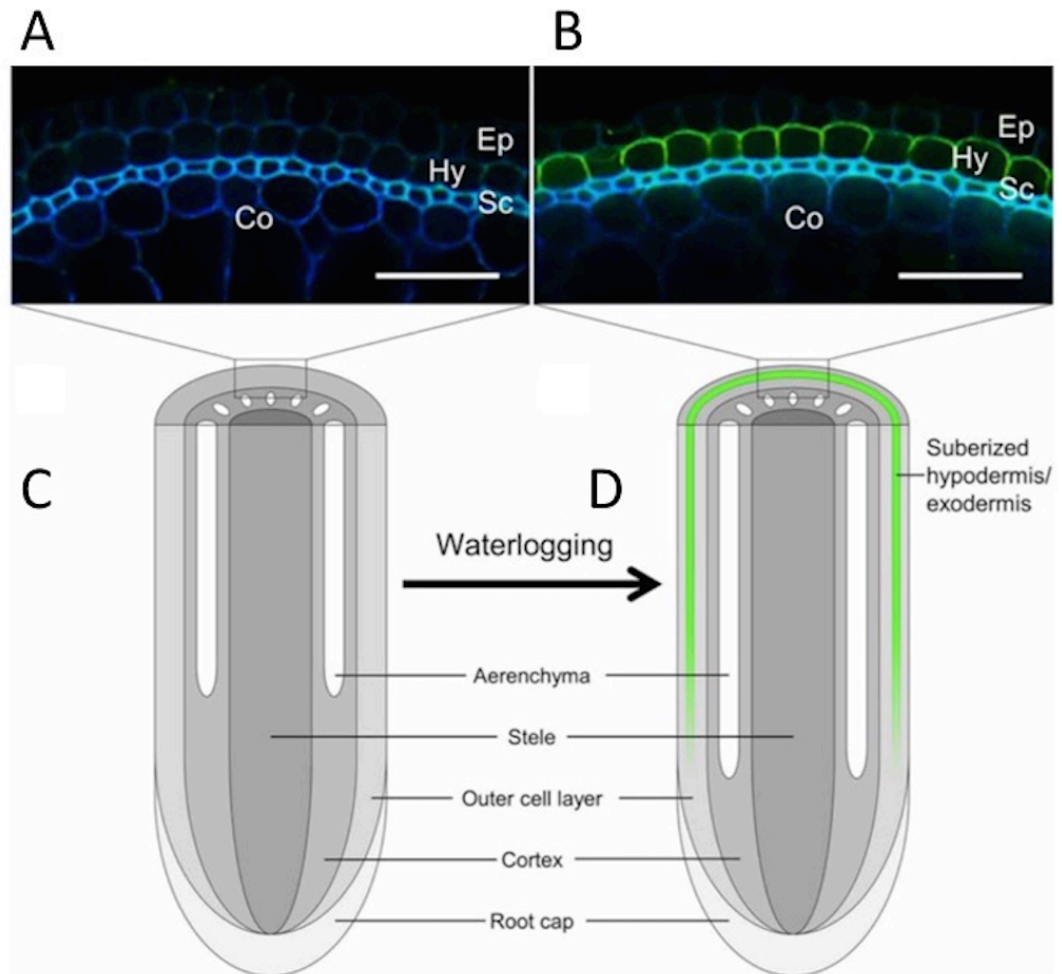 A
B
Ep
Hy
Sc
Co
Ep
Hy
Sc
Co
C
D
Suberized
hypodermis/
exodermis
Waterlogging
Aerenchyma
Stele
Outer cell layer
Cortex
Root cap